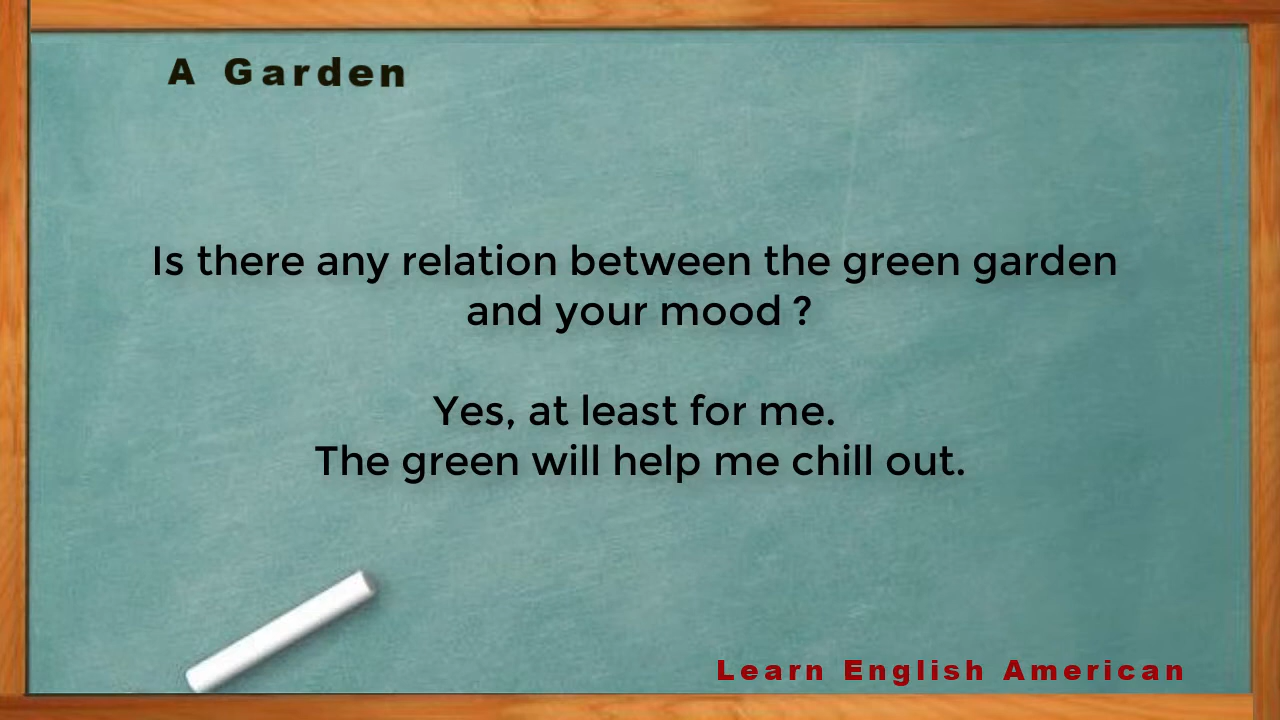 A Garden
Is there any relation between the green garden
and your mood ?
Yes, at least for me.
The green will help me chill out.
Learn English American